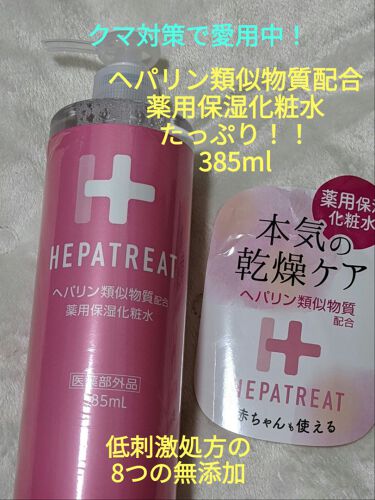 クマ対策で愛用中！
ヘパリン類似物質配合
薬用保湿化粧水
たっぷり！！
385ml
HEPATREAT
ヘパリン類似物質配合
薬用保湿化粧水
医薬部外品
385mL
薬用保湿
化粧水
本気の
乾燥ケア
ヘパリン類似物質
配合
HEPATREAT
赤ちゃんも使える
低刺激処方の
8つの無添加